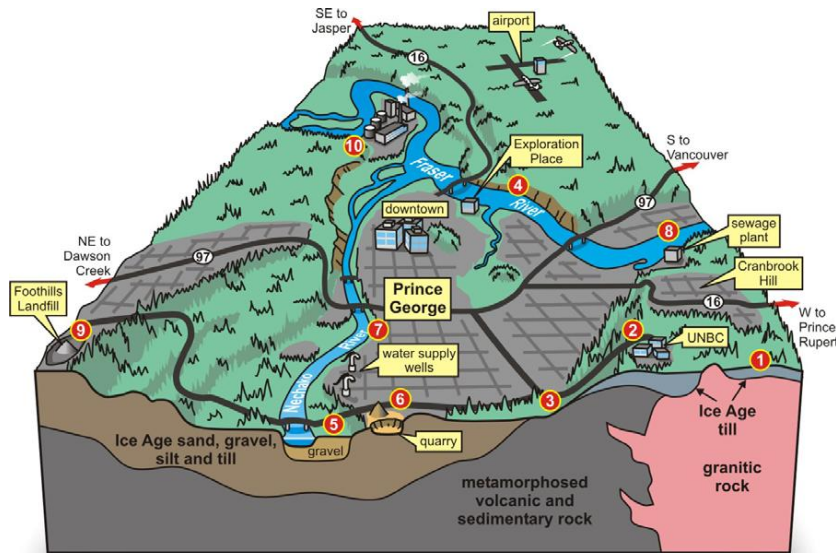 SE to
Jasper
16
airport
Exploration
Place
S to
Vancouver
10
Fraser
River
4
97
downtown
8
sewage
plant
NE to
Dawson
Creek
97
Cranbrook
Hill
Foothills
Landfill
9
Prince
George
16
W to
Prince
Rupert
7
2
UNBC
Nechako
River
water supply
wells
1
6
3
5
Ice Age
till
Ice Age sand, gravel,
silt and till
gravel
quarry
granitic
rock
metamorphosed
volcanic and
sedimentary rock